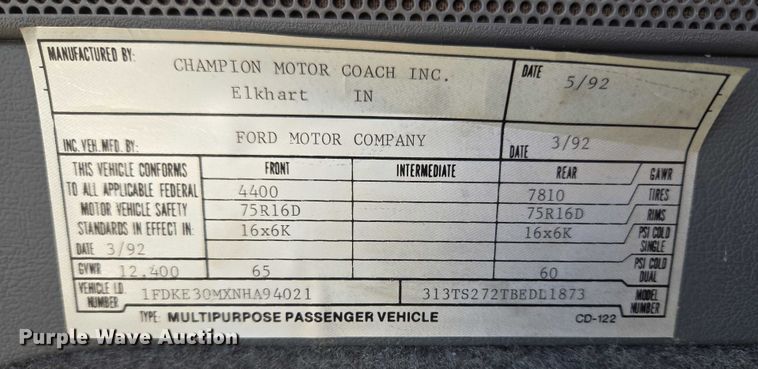 MANUFACTURED BY: CHAMPION MOTOR COACH INC. DATE 5/92
Elkhart IN
INC. VEH. MFD. BY: FORD MOTOR COMPANY DATE 3/92
THIS VEHICLE CONFORMS FRONT INTERMEDIATE REAR GAWR
TO ALL APPLICABLE FEDERAL 4400 7810 TIRES
MOTOR VEHICLE SAFETY 75R16D 75R16D RIMS
STANDARDS IN EFFECT IN: 16x6K 16x6K PSI COLD SINGLE
DATE 3/92
GVWR 12,400 65 60 PSI COLD DUAL
VEHICLE I.D. NUMBER 1FDKE30MXNHA94021 313TS272TBEDL1873 MODEL NUMBER
TYPE: MULTIPURPOSE PASSENGER VEHICLE CD-122
Purple Wave Auction